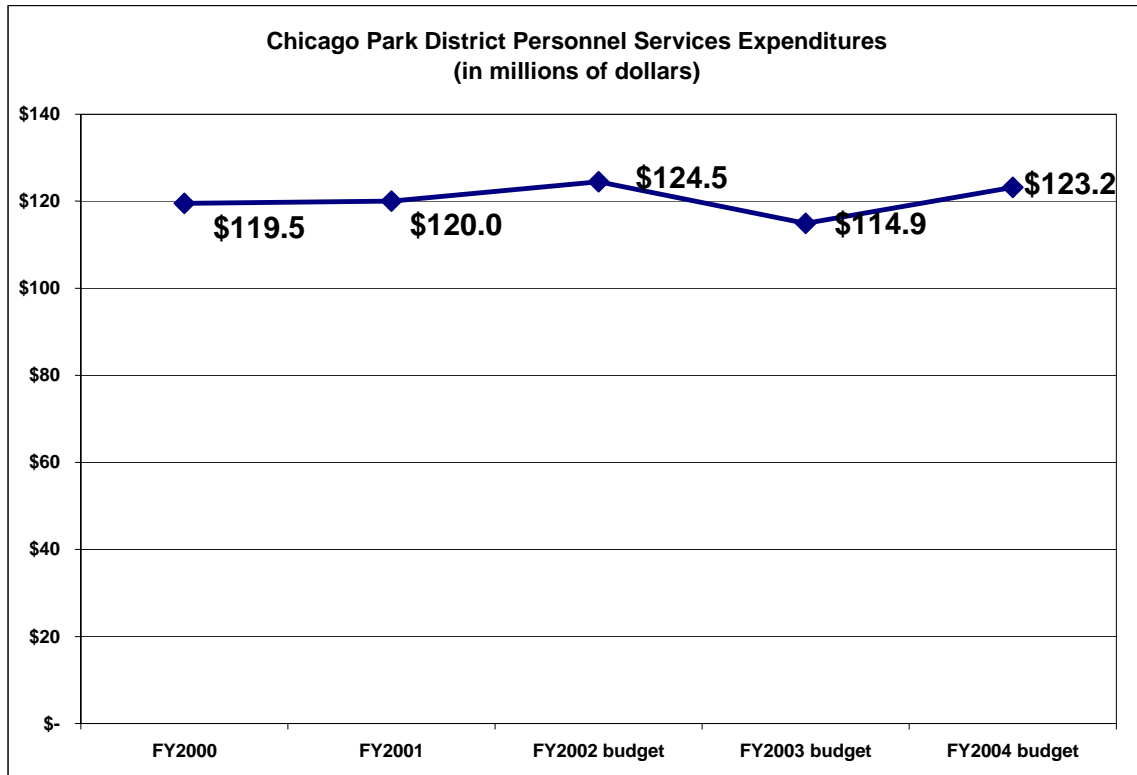 Chicago Park District Personnel Services Expenditures
(in millions of dollars)
$140
$120
$100
$80
$60
$40
$20
$-
$119.5
$120.0
$124.5
$114.9
$123.2
FY2000
FY2001
FY2002 budget
FY2003 budget
FY2004 budget